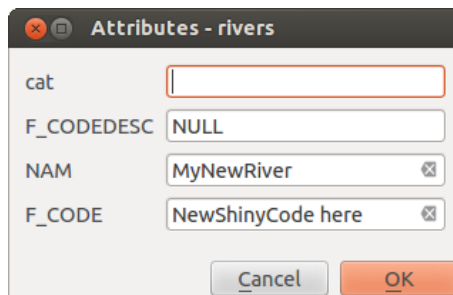 Attributes - rivers
cat
F_CODEDESC NULL
NAM MyNewRiver
F_CODE NewShinyCode here
Cancel OK